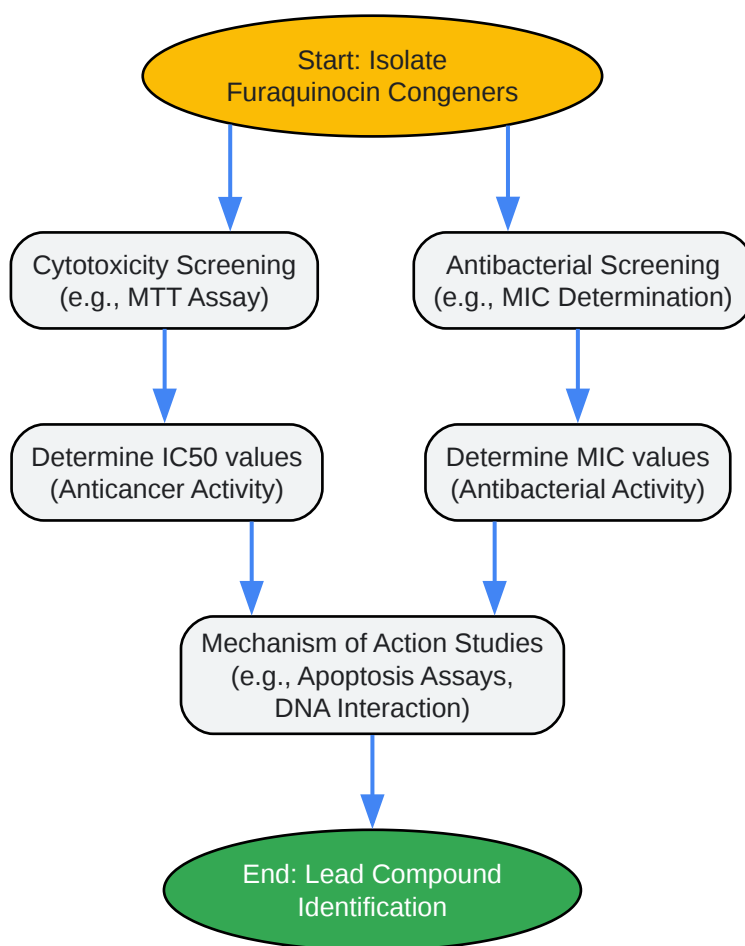 Start: Isolate
Furaquinocin Congeners
Cytotoxicity Screening
(e.g., MTT Assay)
Antibacterial Screening
(e.g., MIC Determination)
Determine IC50 values
(Anticancer Activity)
Determine MIC values
(Antibacterial Activity)
Mechanism of Action Studies
(e.g., Apoptosis Assays,
DNA Interaction)
End: Lead Compound
Identification